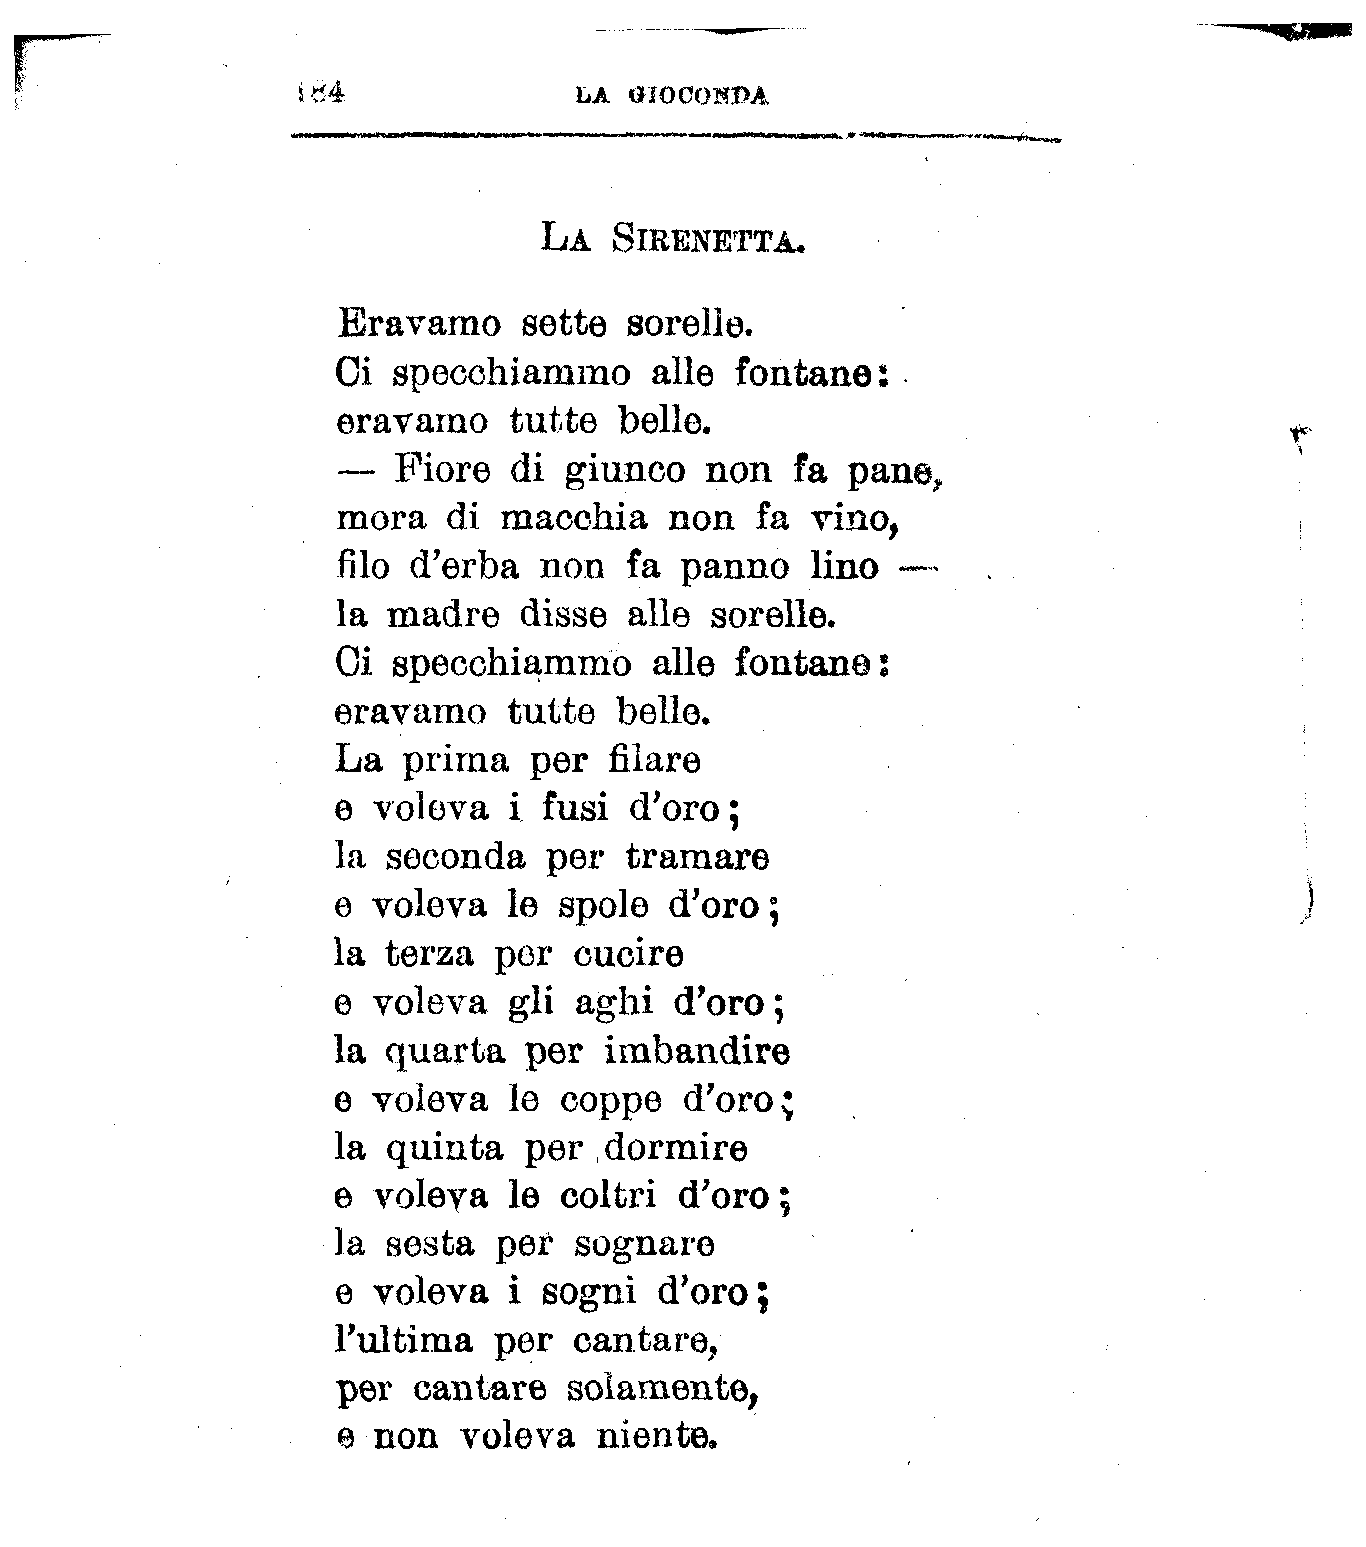 184 LA GIOCONDA
LA SIRENETTA.
Eravamo sette sorelle.
Ci specchiammo alle fontane:
eravamo tutte belle.
— Fiore di giunco non fa pane,
mora di macchia non fa vino,
filo d'erba non fa panno lino —
la madre disse alle sorelle.
Ci specchiammo alle fontane:
eravamo tutte belle.
La prima per filare
e voleva i fusi d'oro;
la seconda per tramare
e voleva le spole d'oro;
la terza per cucire
e voleva gli aghi d'oro;
la quarta per imbandire
e voleva le coppe d'oro;
la quinta per dormire
e voleva le coltri d'oro;
la sesta per sognare
e voleva i sogni d'oro;
l'ultima per cantare,
per cantare solamente,
e non voleva niente.